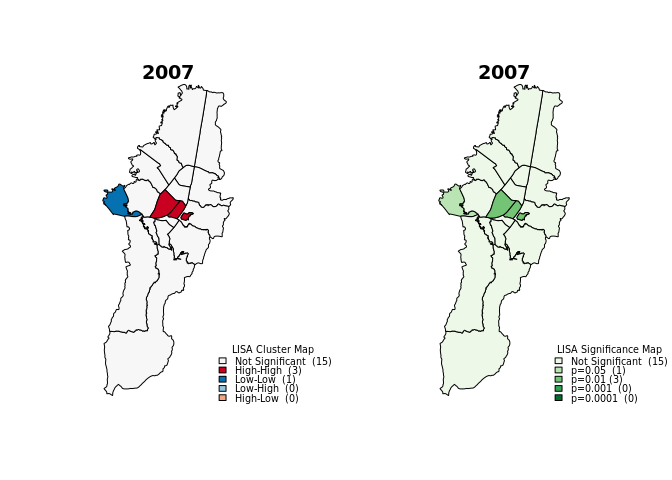 2007
LISA Cluster Map
Not Significant (15)
High-High (3)
Low-Low (1)
Low-High (0)
High-Low (0)
2007
LISA Significance Map
Not Significant (15)
p=0.05 (1)
p=0.01 (3)
p=0.001 (0)
p=0.0001 (0)